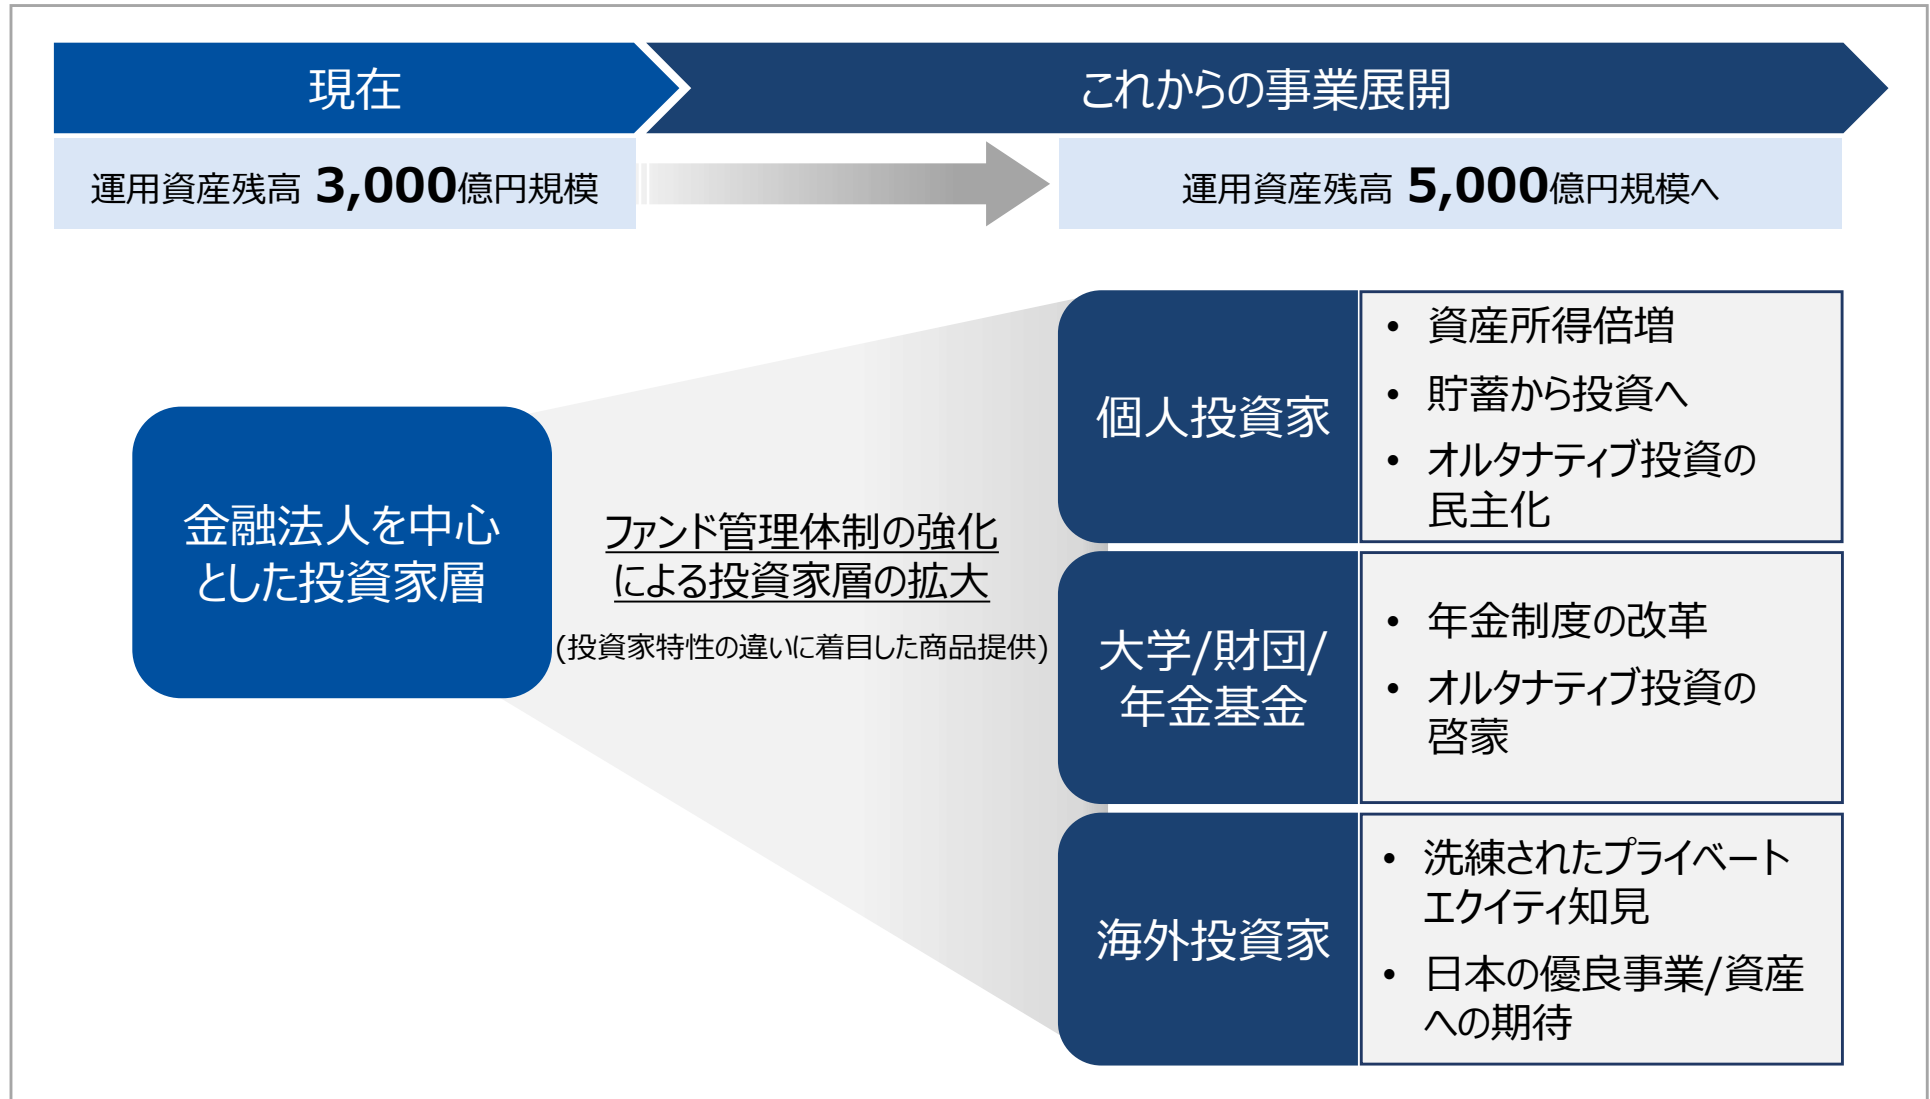 現在
これからの事業展開
運用資産残高 3,000億円規模
運用資産残高 5,000億円規模へ
金融法人を中心
とした投資家層
ファンド管理体制の強化
による投資家層の拡大
(投資家特性の違いに着目した商品提供)
個人投資家
• 資産所得倍増
• 貯蓄から投資へ
• オルタナティブ投資の
民主化
大学/財団/
年金基金
• 年金制度の改革
• オルタナティブ投資の
啓蒙
海外投資家
• 洗練されたプライベート
エクイティ知見
• 日本の優良事業/資産
への期待